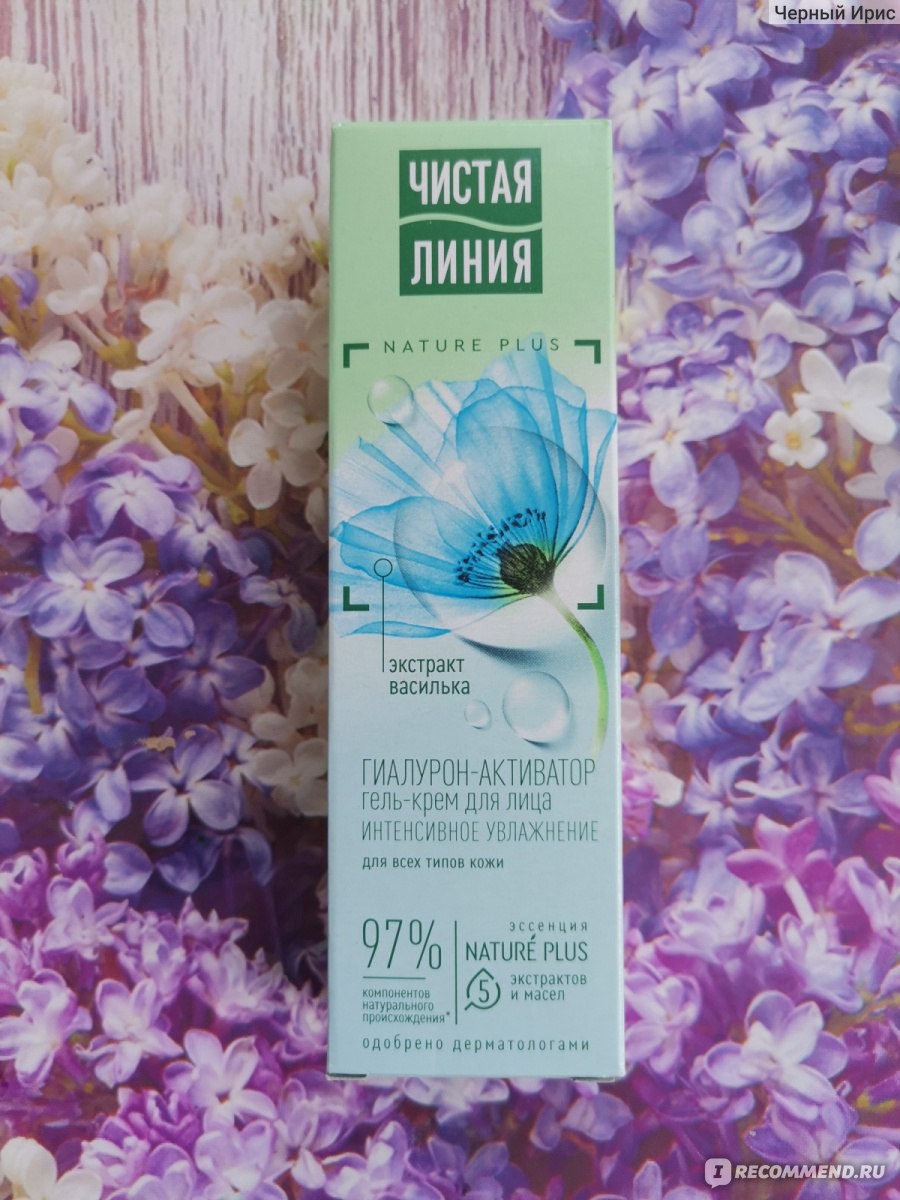 Черный Ирис
ЧИСТАЯ
ЛИНИЯ
NATURE PLUS
экстракт
василька
ГИАЛУРОН-АКТИВАТОР
гель-крем для лица
ИНТЕНСИВНОЕ УВЛАЖНЕНИЕ
для всех типов кожи
97%
компонентов
натурального
происхождения*
эссенция
NATURÉ PLUS
5
экстрактов
и масел
одобрено дерматологами
I RECOMMEND.RU